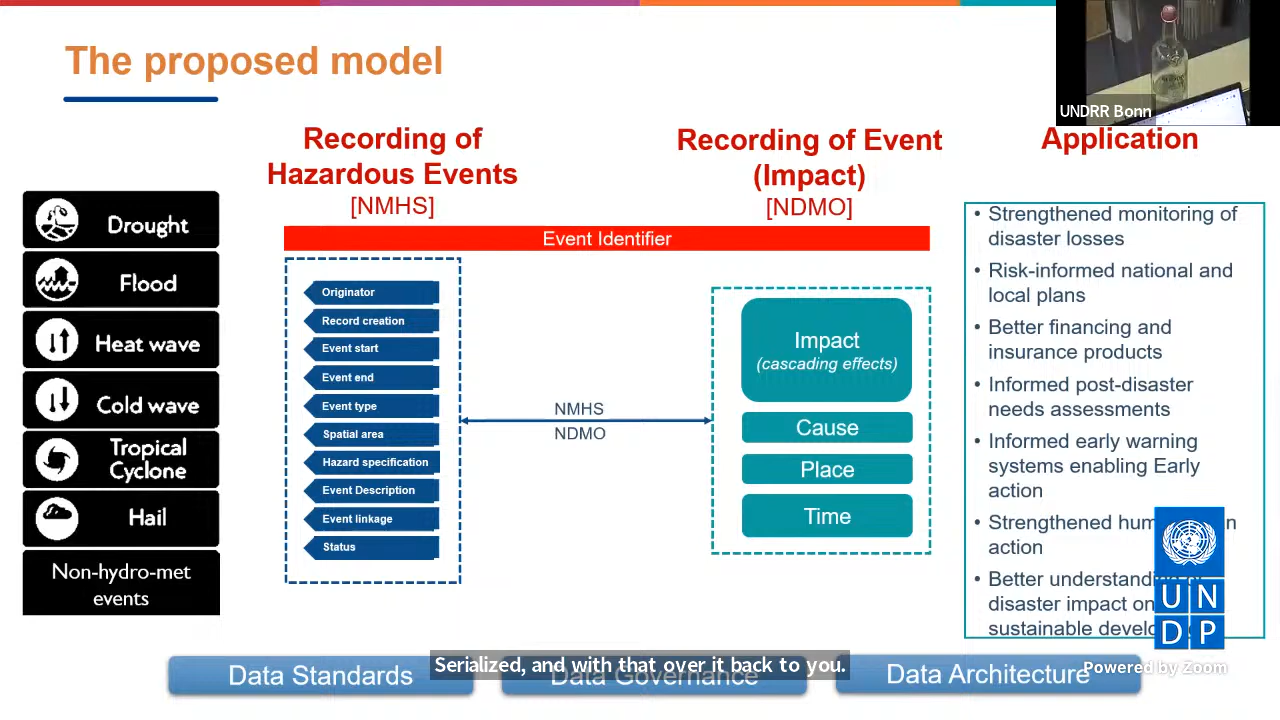 The proposed model
UNDRR Bonn
Recording of
Hazardous Events
[NMHS]
Recording of Event
(Impact)
[NDMO]
Application
Event Identifier
Drought
Flood
Heat wave
Cold wave
Tropical
Cyclone
Hail
Non-hydro-met
events
Originator
Record creation
Event start
Event end
Event type
Spatial area
Hazard specification
Event Description
Event linkage
Status
NMHS
NDMO
Impact
(cascading effects)
Cause
Place
Time
• Strengthened monitoring of
disaster losses
• Risk-informed national and
local plans
• Better financing and
insurance products
• Informed post-disaster
needs assessments
• Informed early warning
systems enabling Early
action
• Strengthened
action
• Better understanding of
disaster impact on
sustainable
U N
D P
Data Standards
Data Governance
Data Architecture
Serialized, and with that over it back to you.
Powered by Zoom